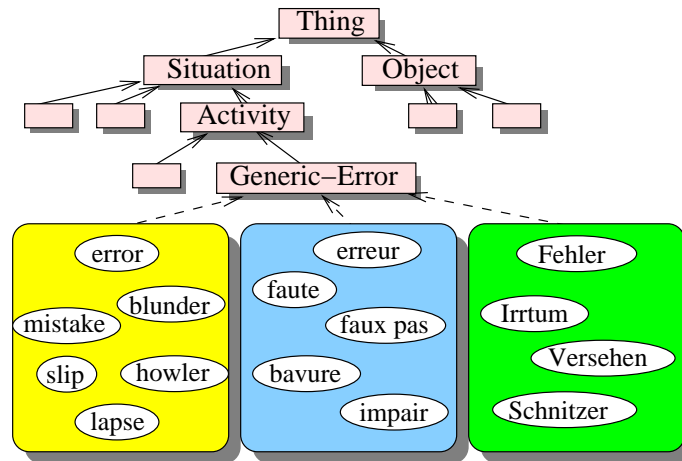 Thing
Situation
Object
Activity
Generic–Error
error
blunder
mistake
slip
howler
lapse
erreur
faute
faux pas
bavure
impair
Fehler
Irrtum
Versehen
Schnitzer